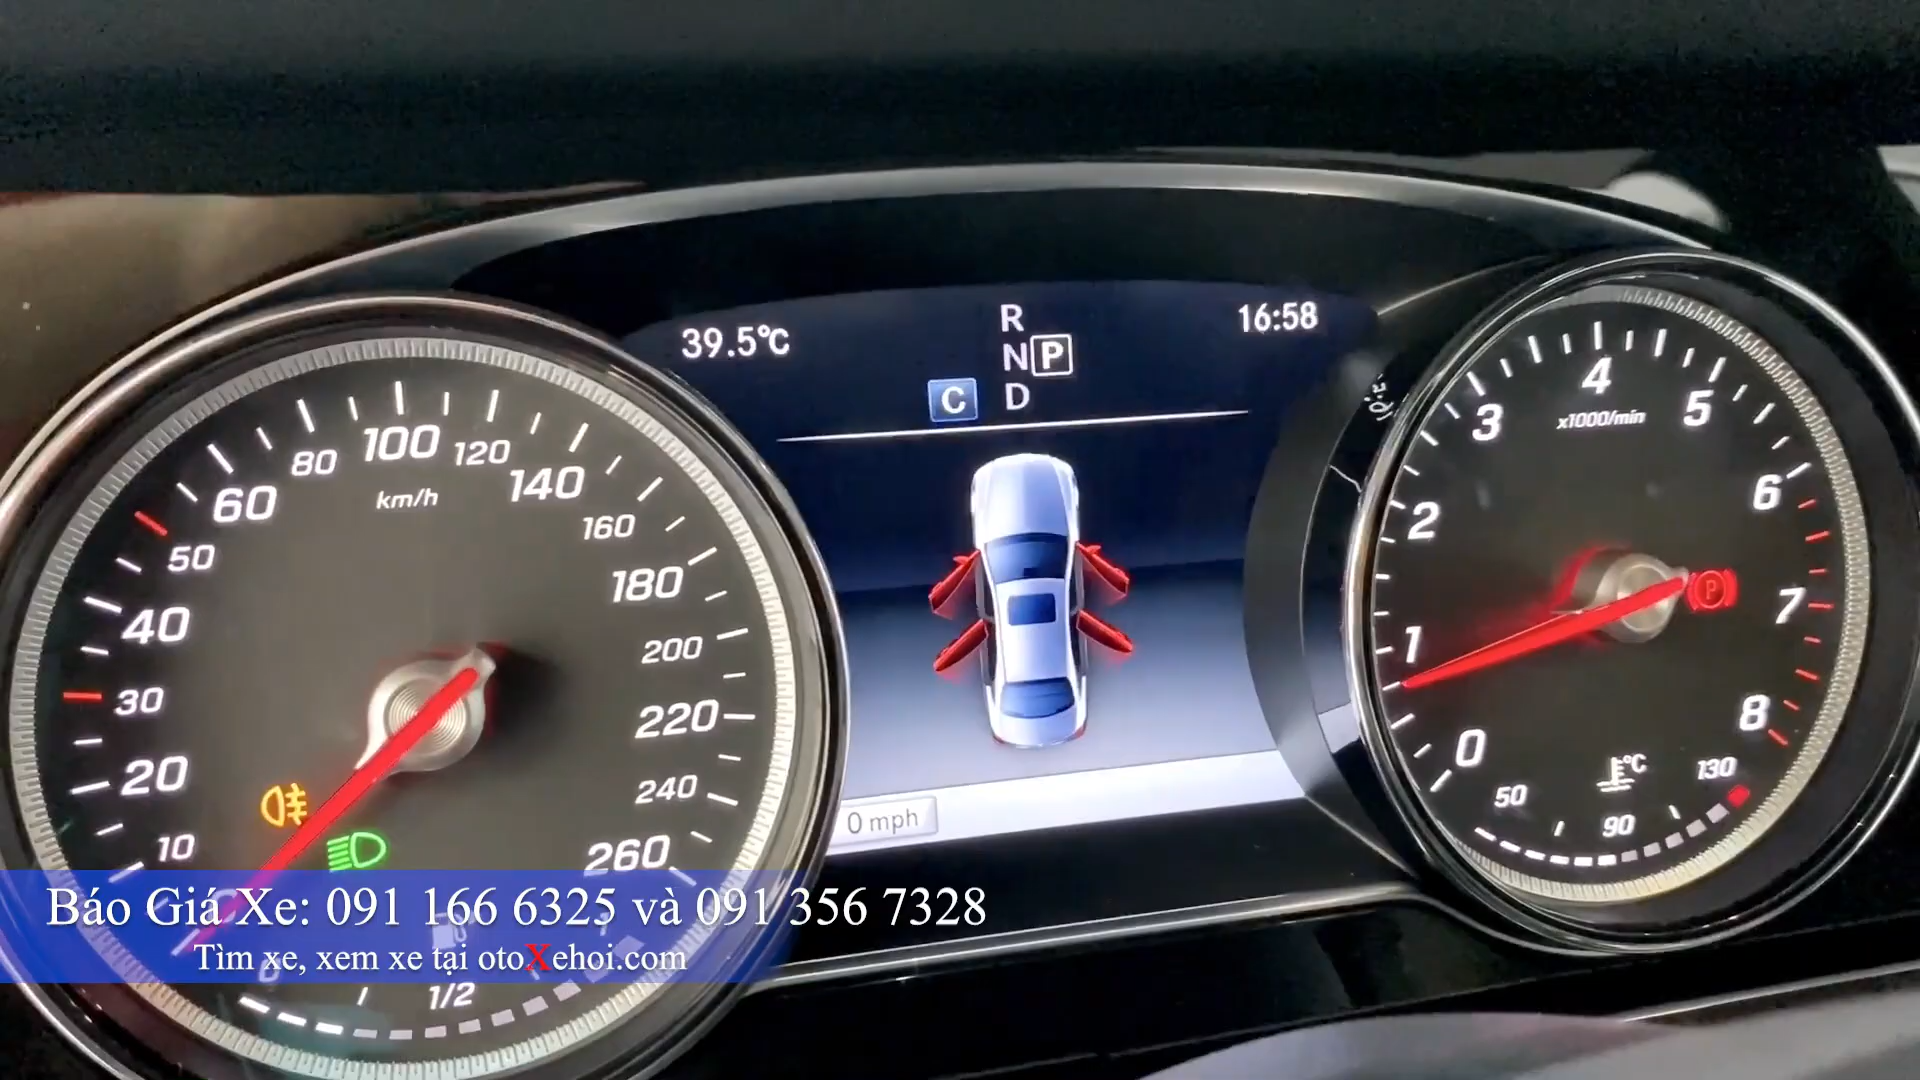 39.5°C
R
N P
C D
16:58
0 mph
km/h
10
20
30
40
50
60
80
100
120
140
160
180
200
220
240
260
1/2
x1000/min
0
1
2
3
4
5
6
7
8
P
°C
50
90
130
Báo Giá Xe: 091 166 6325 và 091 356 7328
Tìm xe, xem xe tại otoXehoi.com